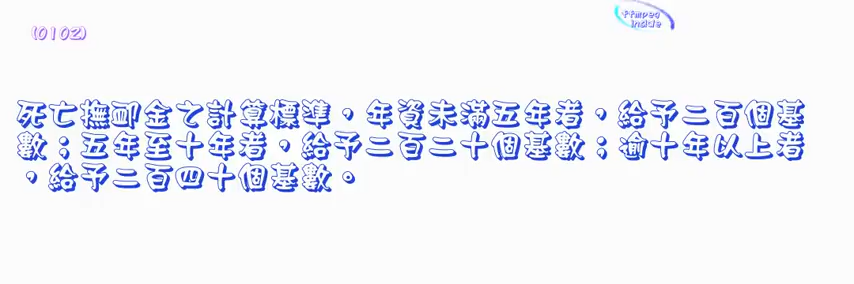 (0102)
ffmpeg
inside
死亡撫卹金之計算標準，年資未滿五年者，給予二百個基
數；五年至十年者，給予二百二十個基數；逾十年以上者
，給予二百四十個基數。